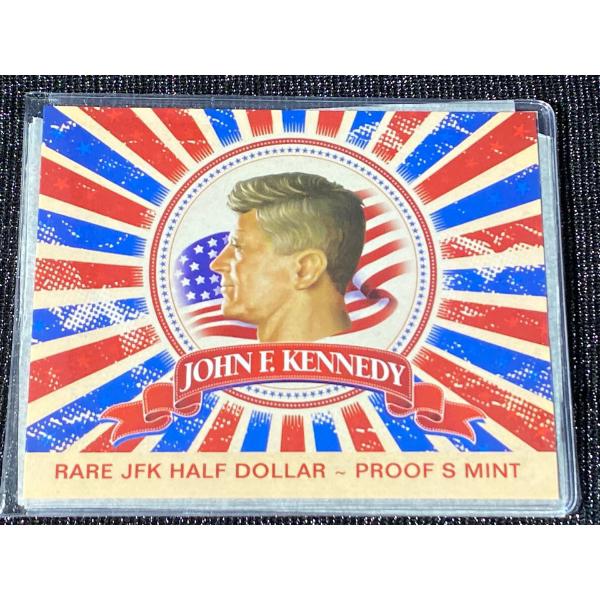 JOHN F. KENNEDY
RARE JFK HALF DOLLAR ~ PROOF S MINT